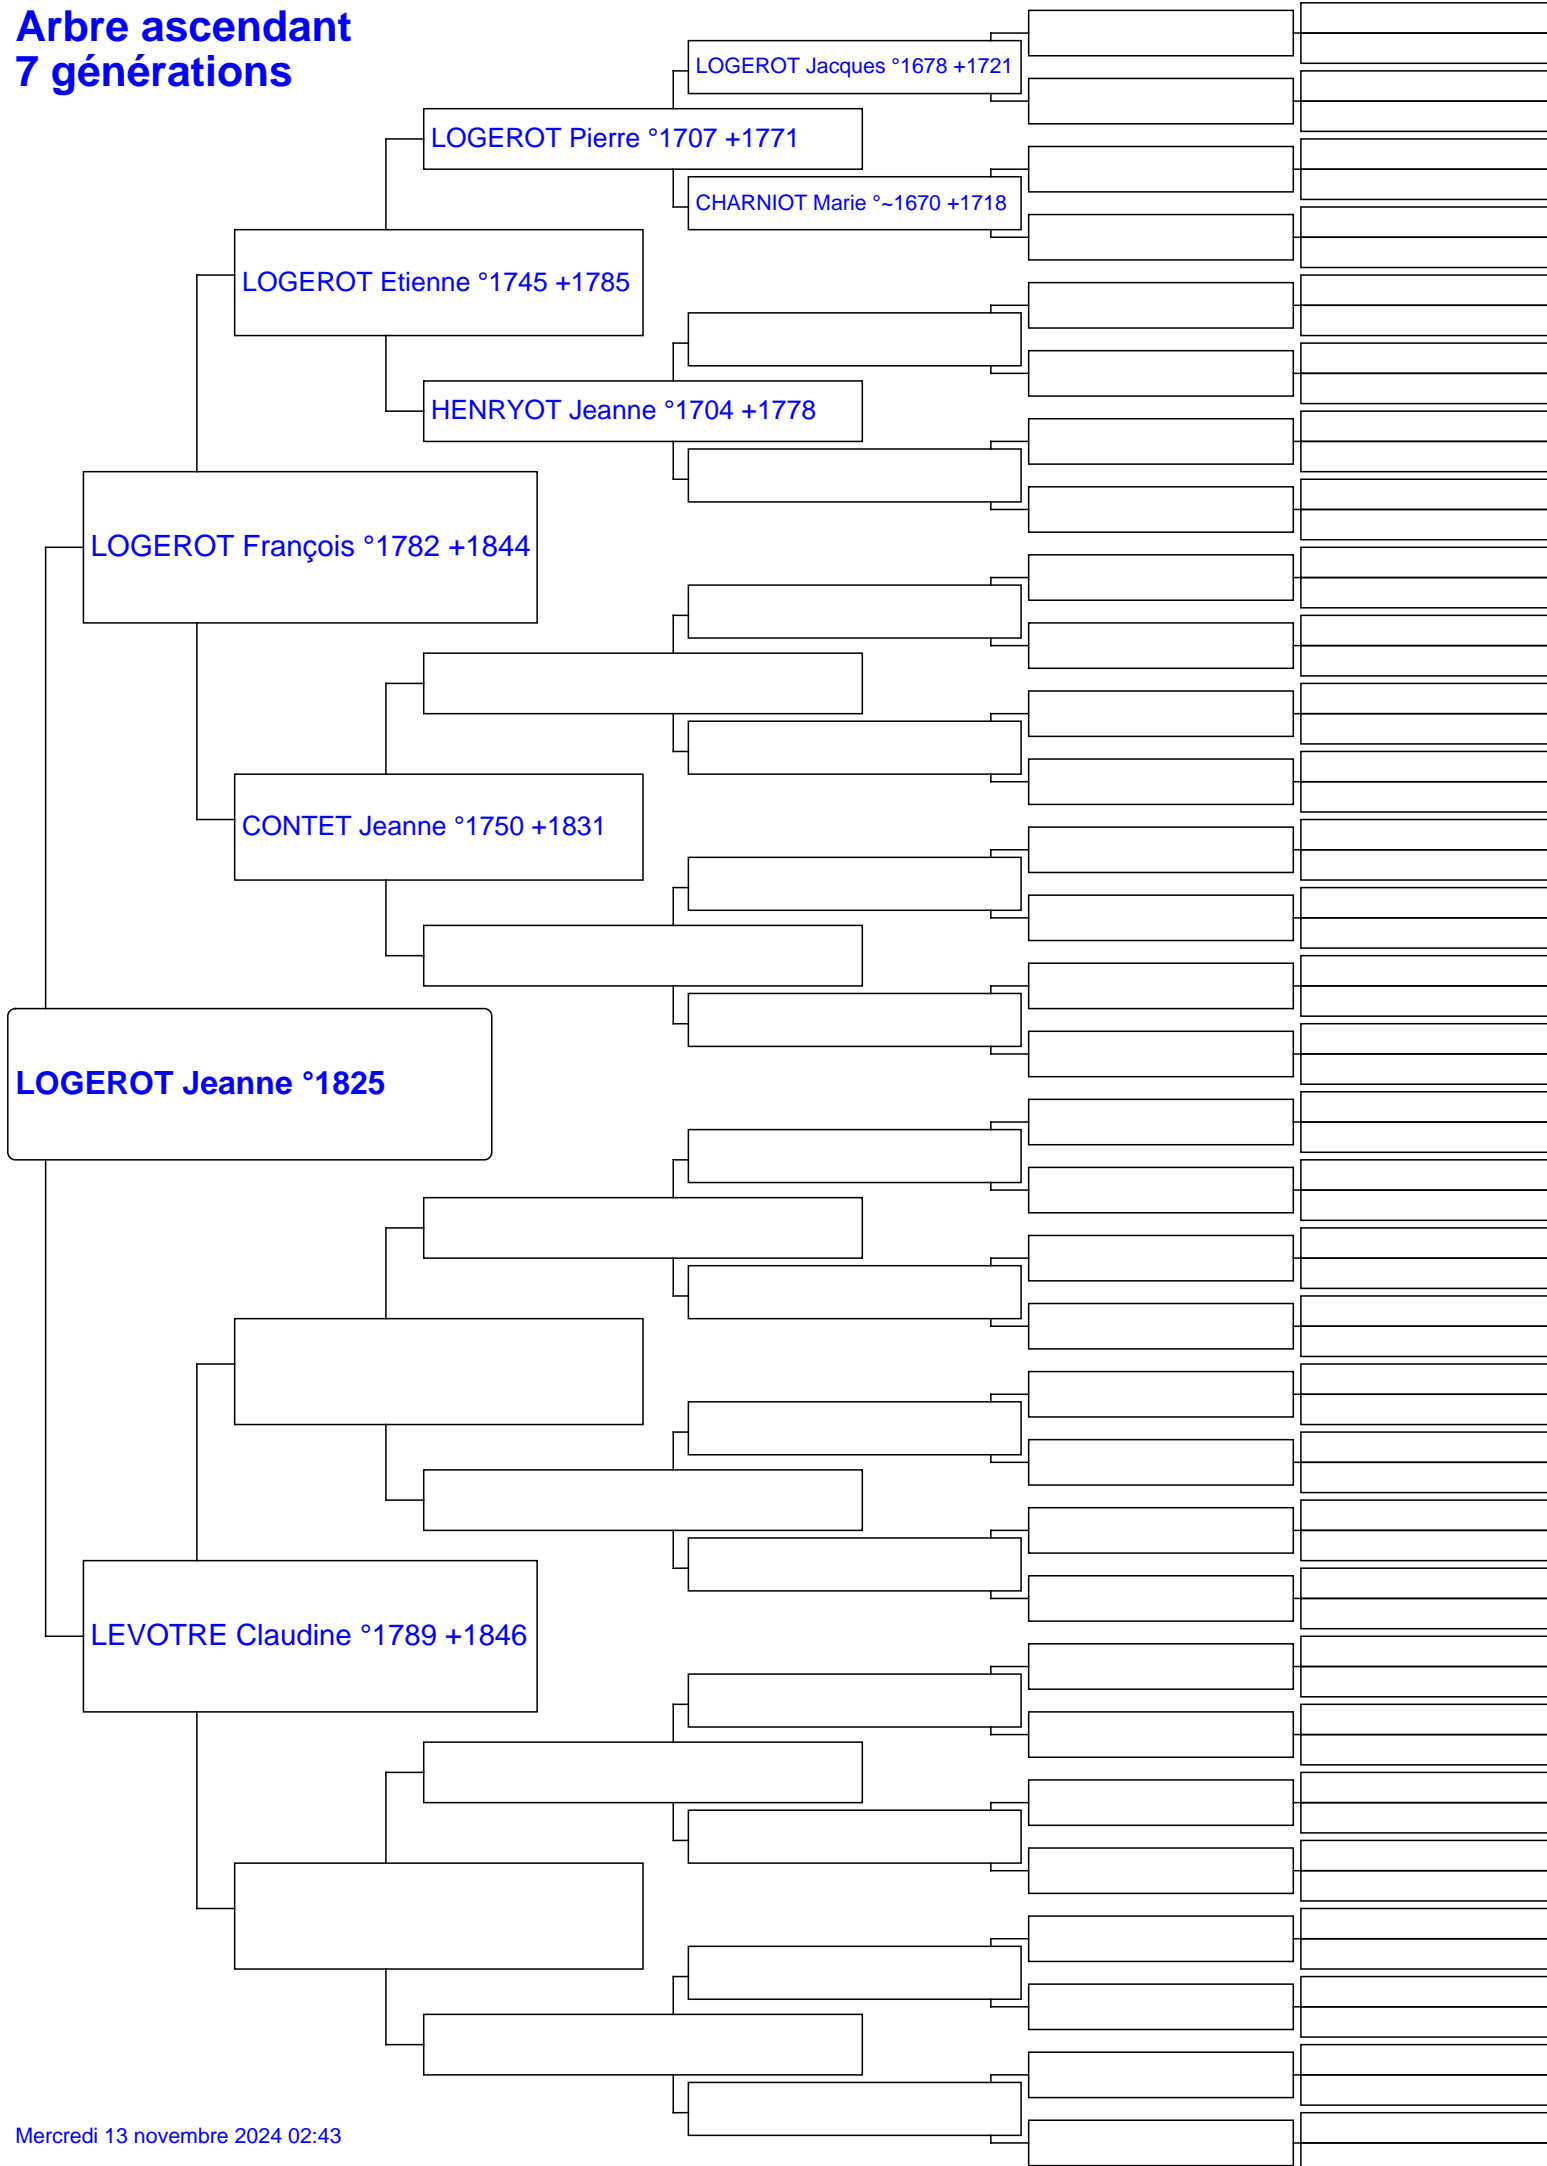 Arbre ascendant
7 générations
LOGEROT Jacques °1678 +1721
LOGEROT Pierre °1707 +1771
CHARNIOT Marie °~1670 +1718
LOGEROT Etienne °1745 +1785
HENRYOT Jeanne °1704 +1778
LOGEROT François °1782 +1844
CONTET Jeanne °1750 +1831
LOGEROT Jeanne °1825
LEVOTRE Claudine °1789 +1846
Mercredi 13 novembre 2024 02:43